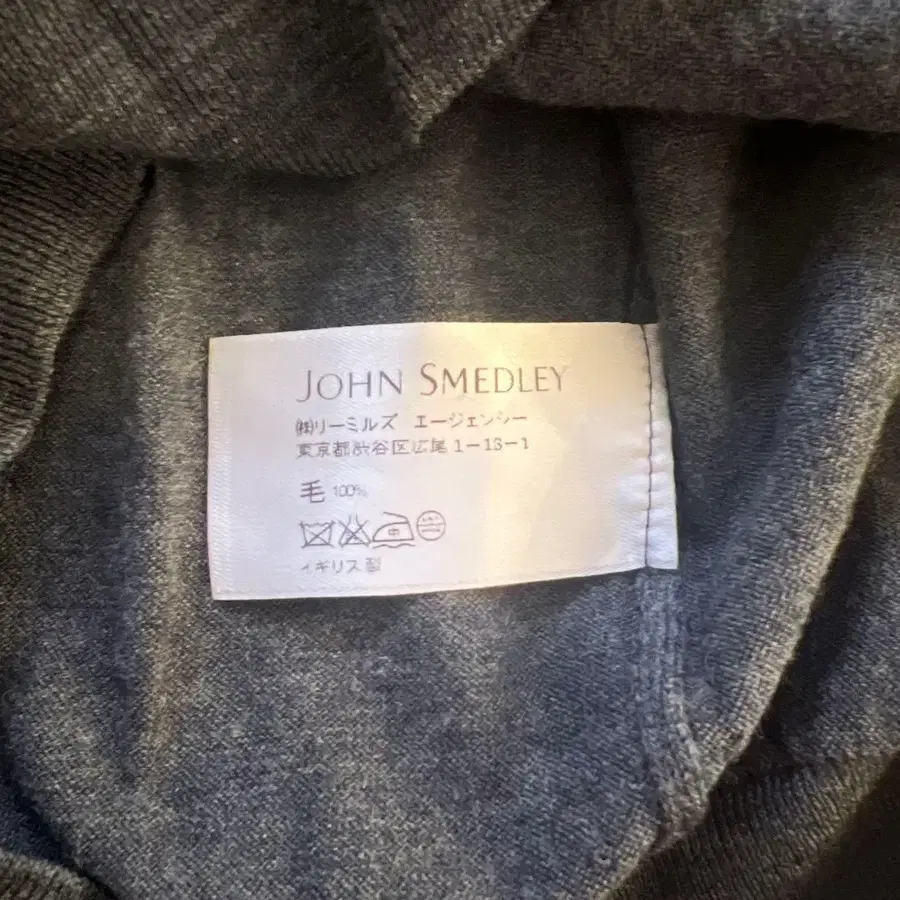 JOHN SMEDLEY
㈱リーミルズ エージェンシー
東京都渋谷区広尾1-13-1
毛 100%
イギリス製